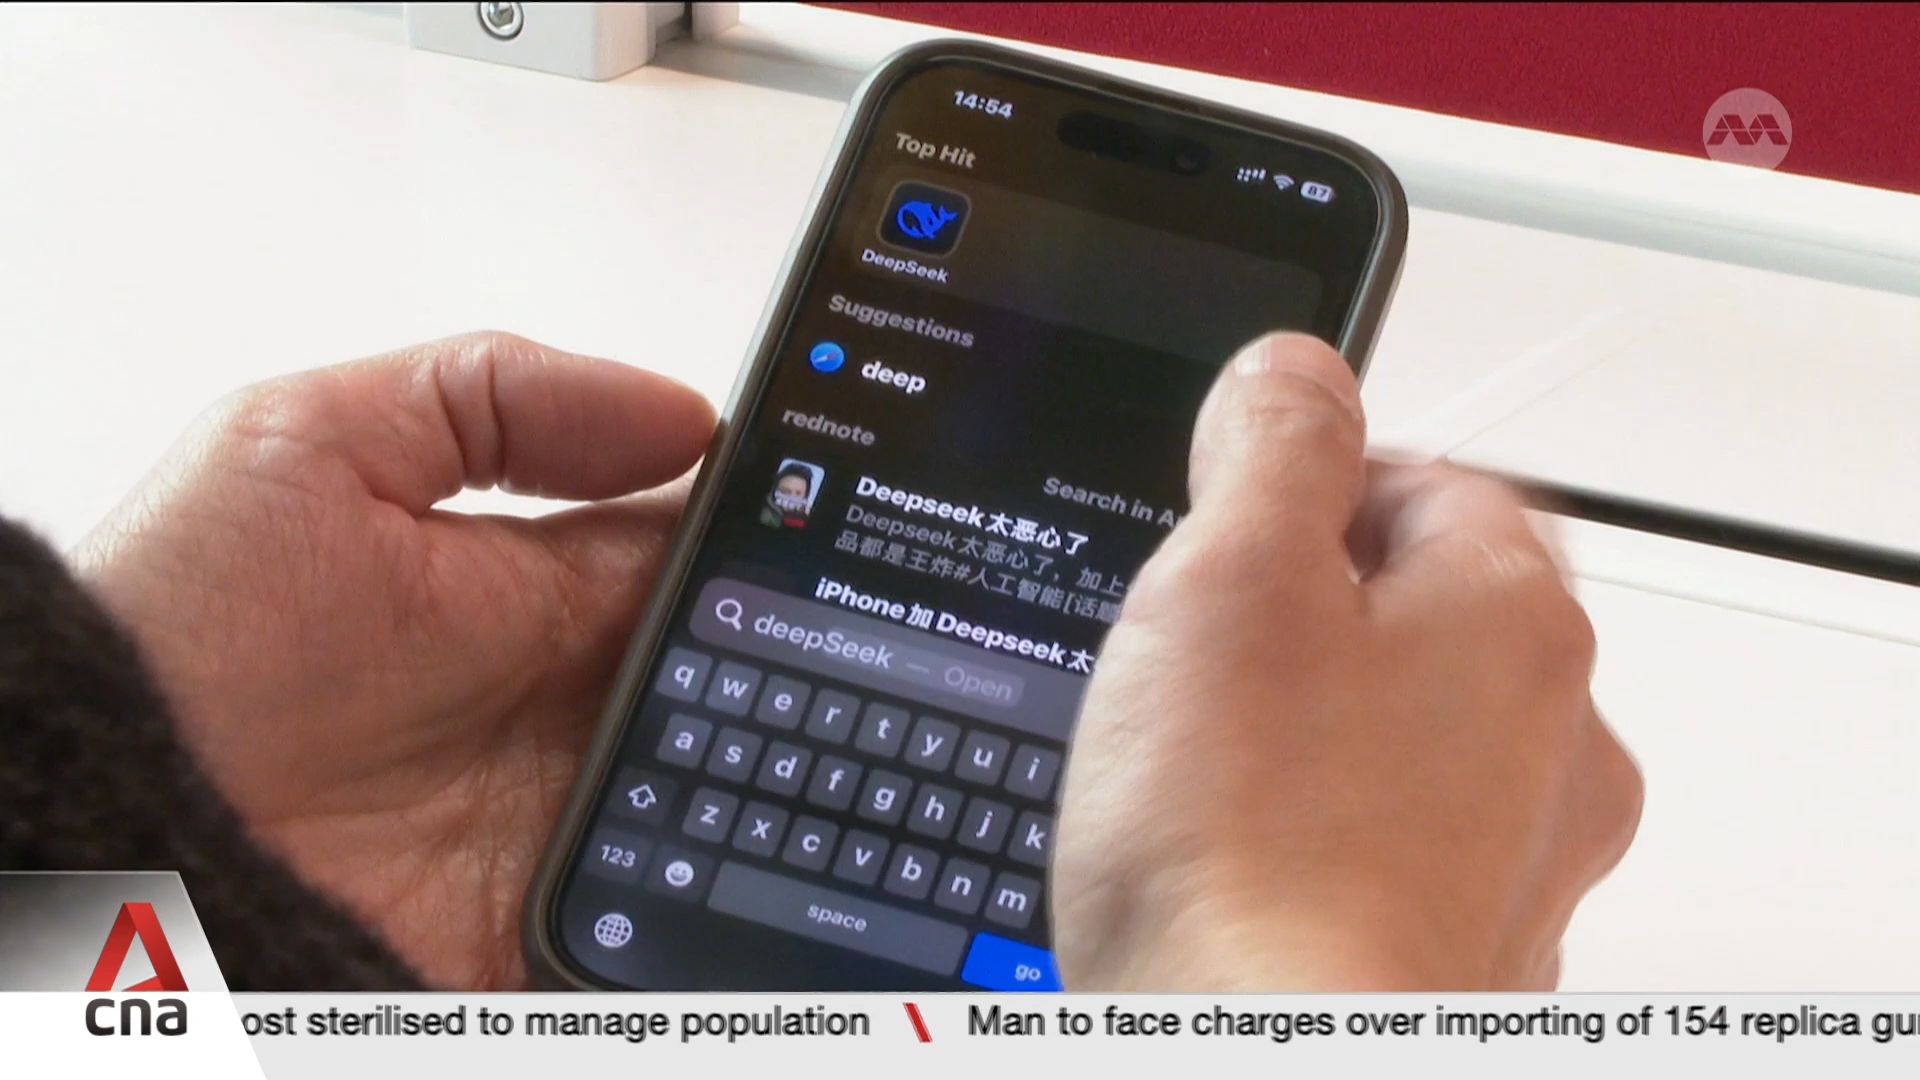 14:54
87
Top Hit
DeepSeek
Suggestions
deep
rednote
Search in
Deepseek太恶心了
Deepseek太恶心了，加上
品都是王炸#人工智能[话题
iPhone加Deepseek太
deepSeek — Open
q w e r t y u i
a s d f g h j k
z x c v b n m
123
space
go
cna
ost sterilised to manage population
Man to face charges over importing of 154 replica gu